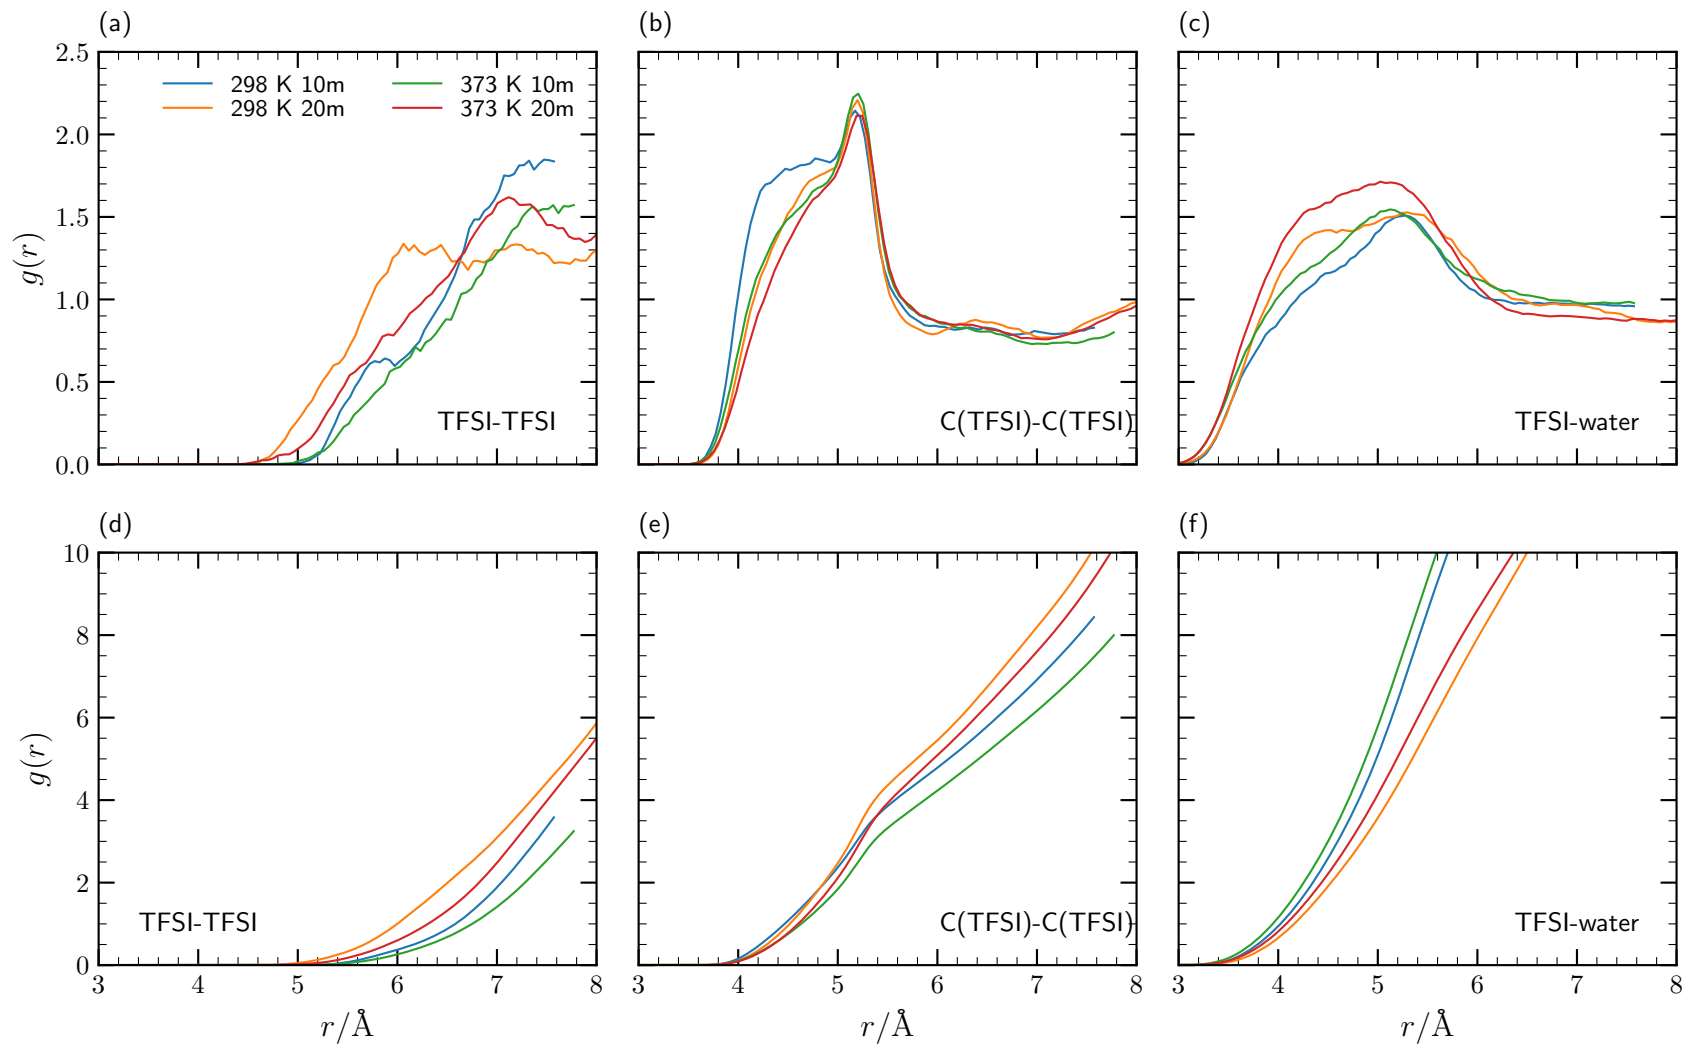 (a)
(b)
(c)
298 K 10m
373 K 10m
298 K 20m
373 K 20m
2.5
2.0
1.5
1.0
0.5
0.0
g(r)
TFSI-TFSI
C(TFSI)-C(TFSI)
TFSI-water
(d)
(e)
(f)
10
8
6
4
2
0
g(r)
TFSI-TFSI
C(TFSI)-C(TFSI)
TFSI-water
3 4 5 6 7 8
3 4 5 6 7 8
3 4 5 6 7 8
r/Å
r/Å
r/Å